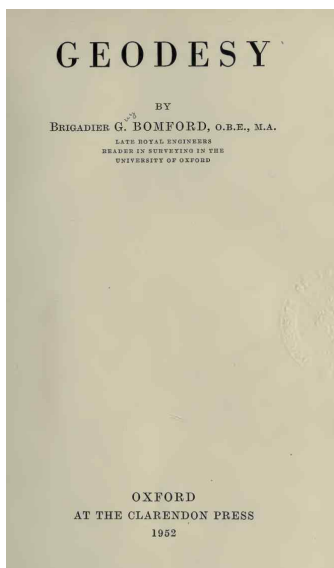 GEODESY
BY
BRIGADIER G. BOMFORD, O.B.E., M.A.
LATE ROYAL ENGINEERS
READER IN SURVEYING IN THE
UNIVERSITY OF OXFORD
OXFORD
AT THE CLARENDON PRESS
1952